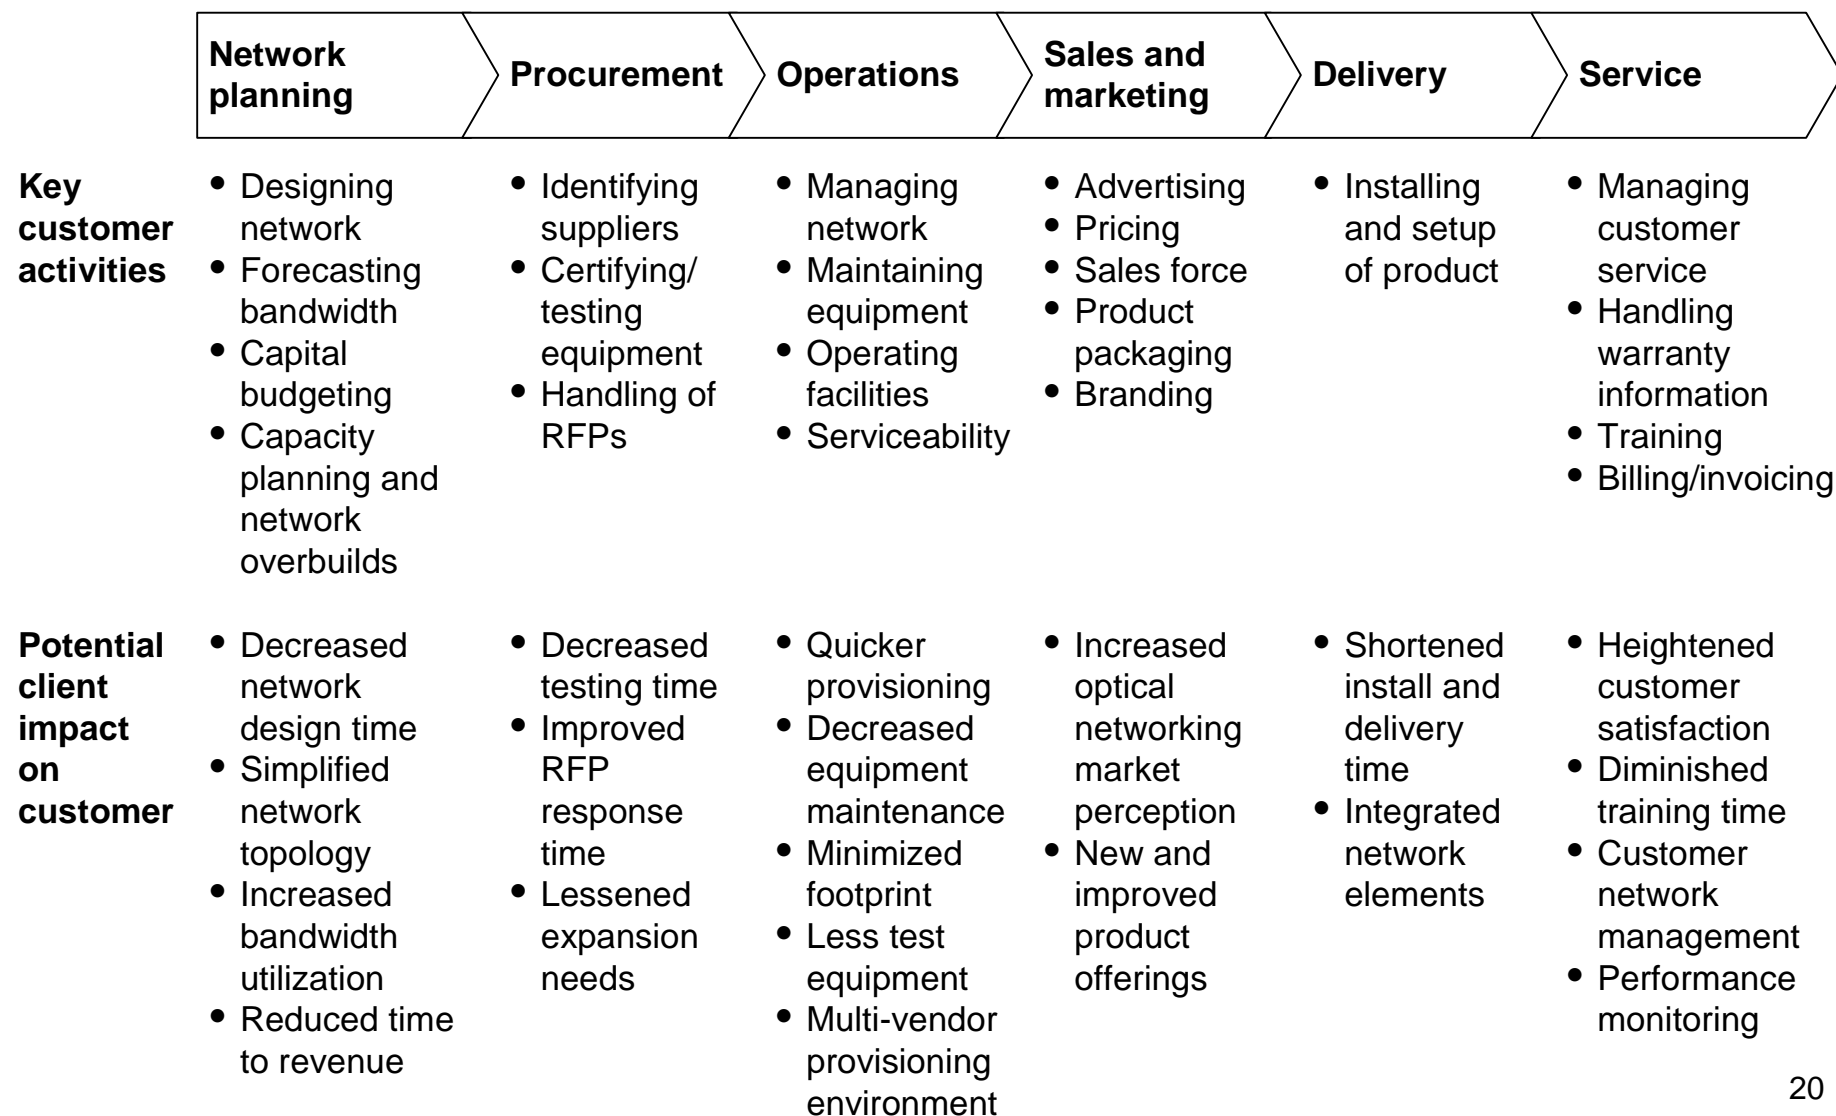 Network
planning
Procurement
Operations
Sales and
marketing
Delivery
Service
Key
customer
activities
• Designing
network
• Forecasting
bandwidth
• Capital
budgeting
• Capacity
planning and
network
overbuilds
• Identifying
suppliers
• Certifying/
testing
equipment
• Handling of
RFPs
• Managing
network
• Maintaining
equipment
• Operating
facilities
• Serviceability
• Advertising
• Pricing
• Sales force
• Product
packaging
• Branding
• Installing
and setup
of product
• Managing
customer
service
• Handling
warranty
information
• Training
• Billing/invoicing
Potential
client
impact
on
customer
• Decreased
network
design time
• Simplified
network
topology
• Increased
bandwidth
utilization
• Reduced time
to revenue
• Decreased
testing time
• Improved
RFP
response
time
• Lessened
expansion
needs
• Quicker
provisioning
• Decreased
equipment
maintenance
• Minimized
footprint
• Less test
equipment
• Multi-vendor
provisioning
environment
• Increased
optical
networking
market
perception
• New and
improved
product
offerings
• Shortened
install and
delivery
time
• Integrated
network
elements
• Heightened
customer
satisfaction
• Diminished
training time
• Customer
network
management
• Performance
monitoring
20